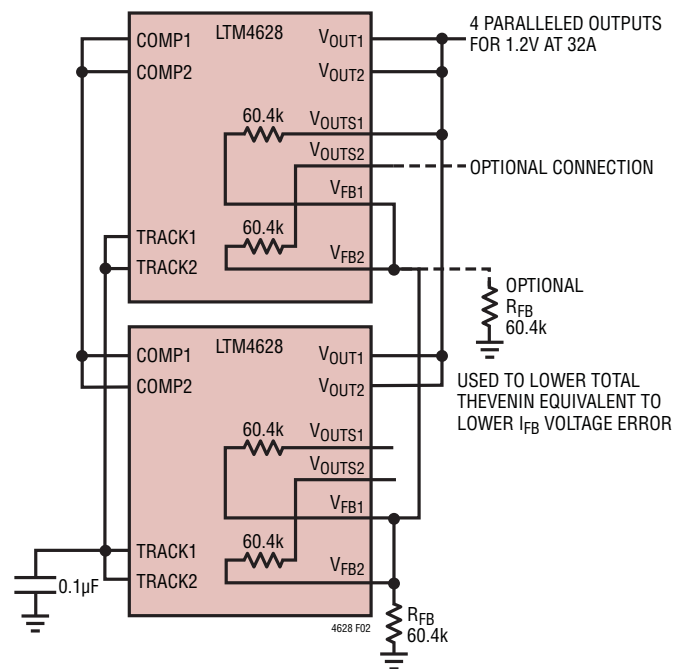 4 PARALLELED OUTPUTS
FOR 1.2V AT 32A
LTM4628
COMP1
COMP2
VOUT1
VOUT2
60.4k
VOUTS1
VOUTS2
OPTIONAL CONNECTION
VFB1
60.4k
TRACK1
TRACK2
VFB2
OPTIONAL
RFB
60.4k
LTM4628
COMP1
COMP2
VOUT1
VOUT2
USED TO LOWER TOTAL
THEVENIN EQUIVALENT TO
LOWER IFB VOLTAGE ERROR
60.4k
VOUTS1
VOUTS2
VFB1
60.4k
TRACK1
TRACK2
VFB2
0.1µF
4628 F02
RFB
60.4k